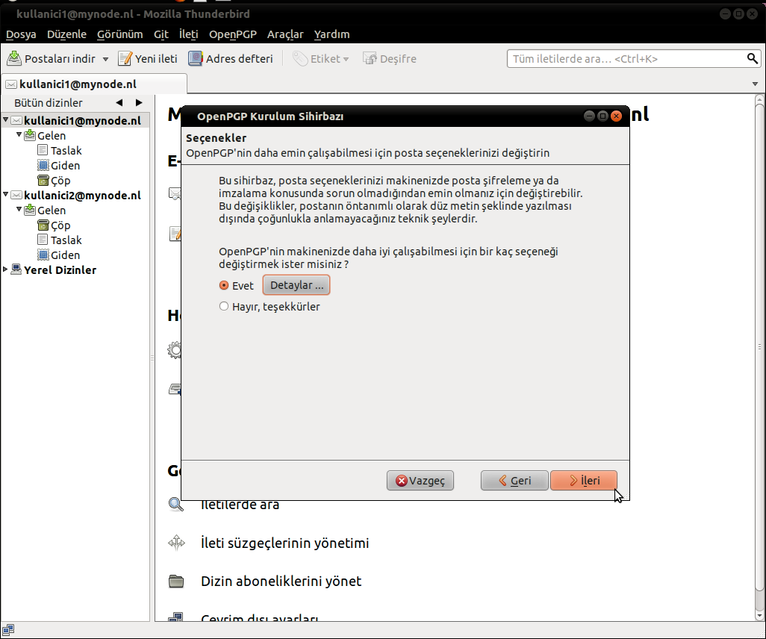 kullanici1@mynode.nl - Mozilla Thunderbird
Dosya Düzenle Görünüm Git İleti OpenPGP Araçlar Yardım
Postaları indir Yeni ileti Adres defteri Etiket Deşifre Tüm iletilerde ara... <Ctrl+K>
kullanici1@mynode.nl
Bütün dizinler
kullanici1@mynode.nl
Gelen
Taslak
Giden
Çöp
kullanici2@mynode.nl
Gelen
Çöp
Taslak
Giden
Yerel Dizinler
nl
OpenPGP Kurulum Sihirbazı
Seçenekler
OpenPGP'nin daha emin çalışabilmesi için posta seçeneklerinizi değiştirin
Bu sihirbaz, posta seçeneklerinizi makinenizde posta şifreleme ya da
imzalama konusunda sorun olmadığından emin olmanız için değiştirebilir.
Bu değişiklikler, postanın öntanımlı olarak düz metin şeklinde yazılması
dışında çoğunlukla anlamayacağınız teknik şeylerdir.
OpenPGP'nin makinenizde daha iyi çalışabilmesi için bir kaç seçeneği
değiştirmek ister misiniz ?
Evet Detaylar ...
Hayır, teşekkürler
Vazgeç Geri İleri
İletilerde ara
İleti süzgeçlerinin yönetimi
Dizin aboneliklerini yönet
Çevrim dışı ayarları